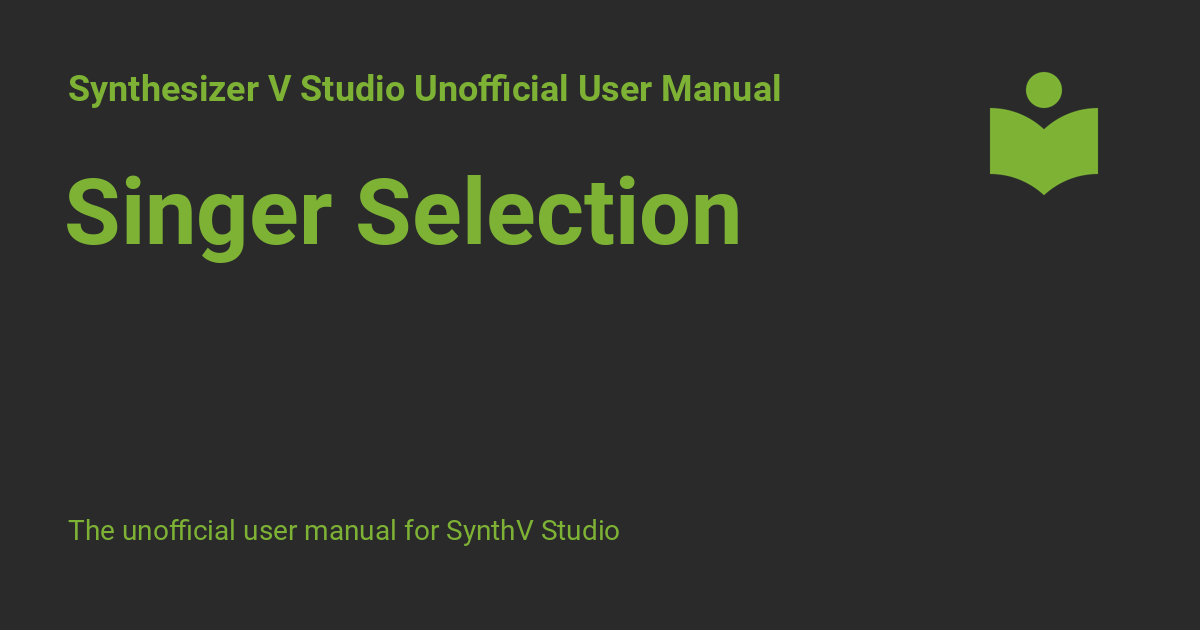 Synthesizer V Studio Unofficial User Manual
Singer Selection
The unofficial user manual for SynthV Studio